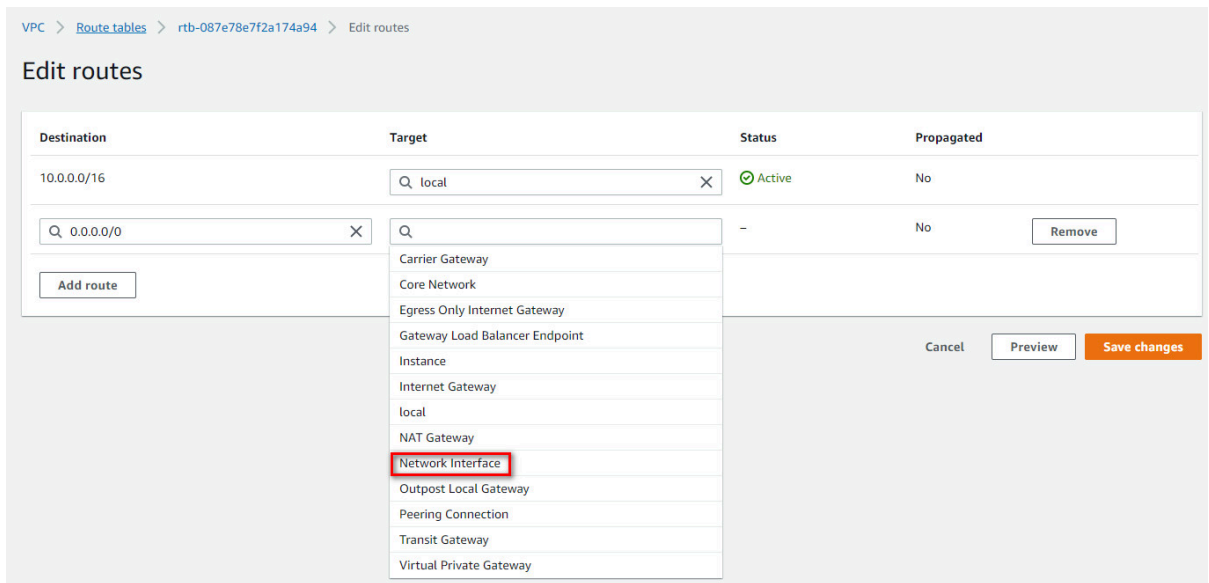 VPC > Route tables > rtb-087e78e7f2a174a94 > Edit routes
Edit routes
Destination Target Status Propagated
10.0.0.0/16 local Active No
0.0.0.0/0 – No Remove
Carrier Gateway
Add route Core Network
Egress Only Internet Gateway
Gateway Load Balancer Endpoint
Cancel Preview Save changes
Instance
Internet Gateway
local
NAT Gateway
Network Interface
Outpost Local Gateway
Peering Connection
Transit Gateway
Virtual Private Gateway